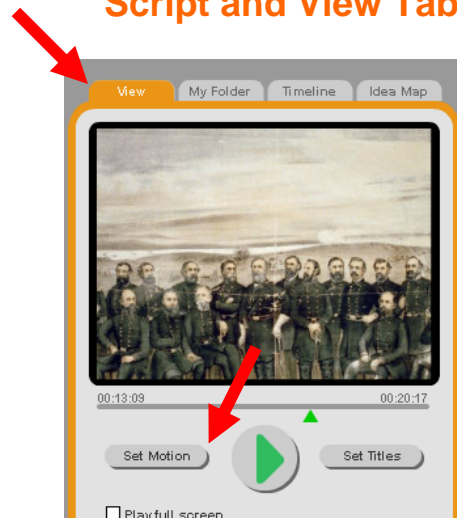 Script and View Tab
View My Folder Timeline Idea Map
00:13:09 00:20:17
Set Motion Set Titles
Play full screen